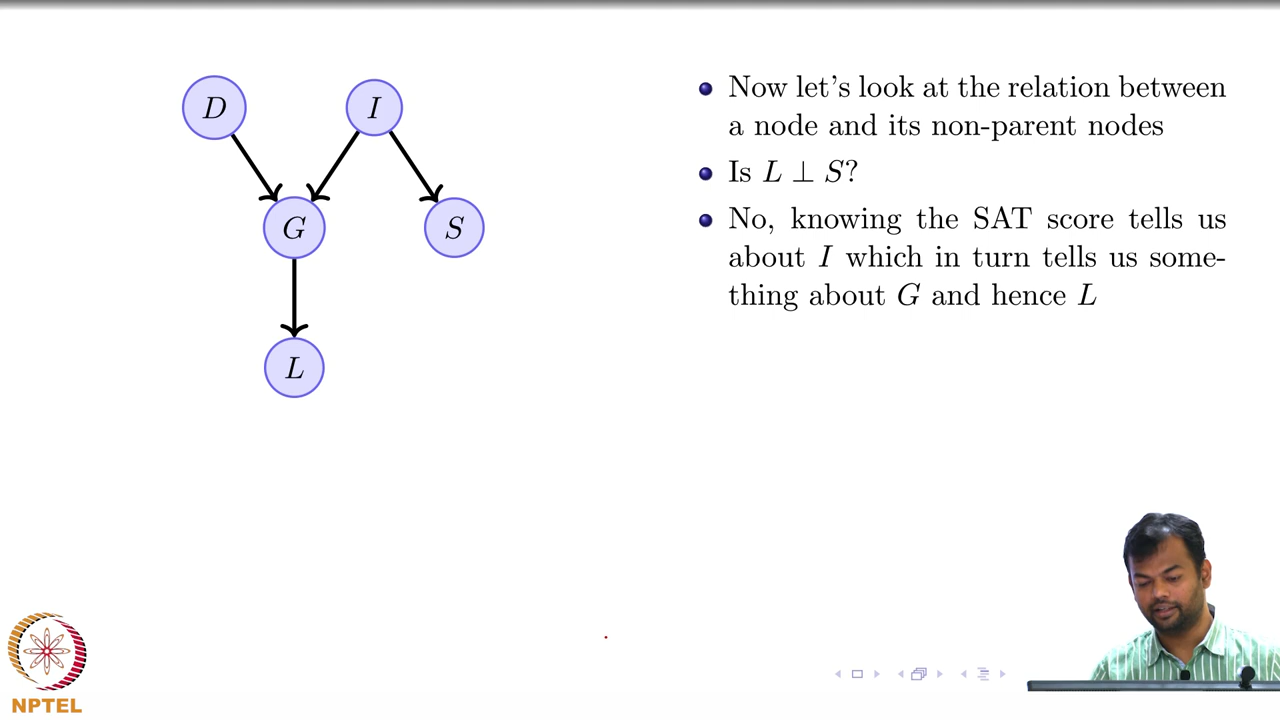 D
I
G
S
L
Now let's look at the relation between
a node and its non-parent nodes
Is L ⊥ S?
No, knowing the SAT score tells us
about I which in turn tells us some-
thing about G and hence L
NPTEL